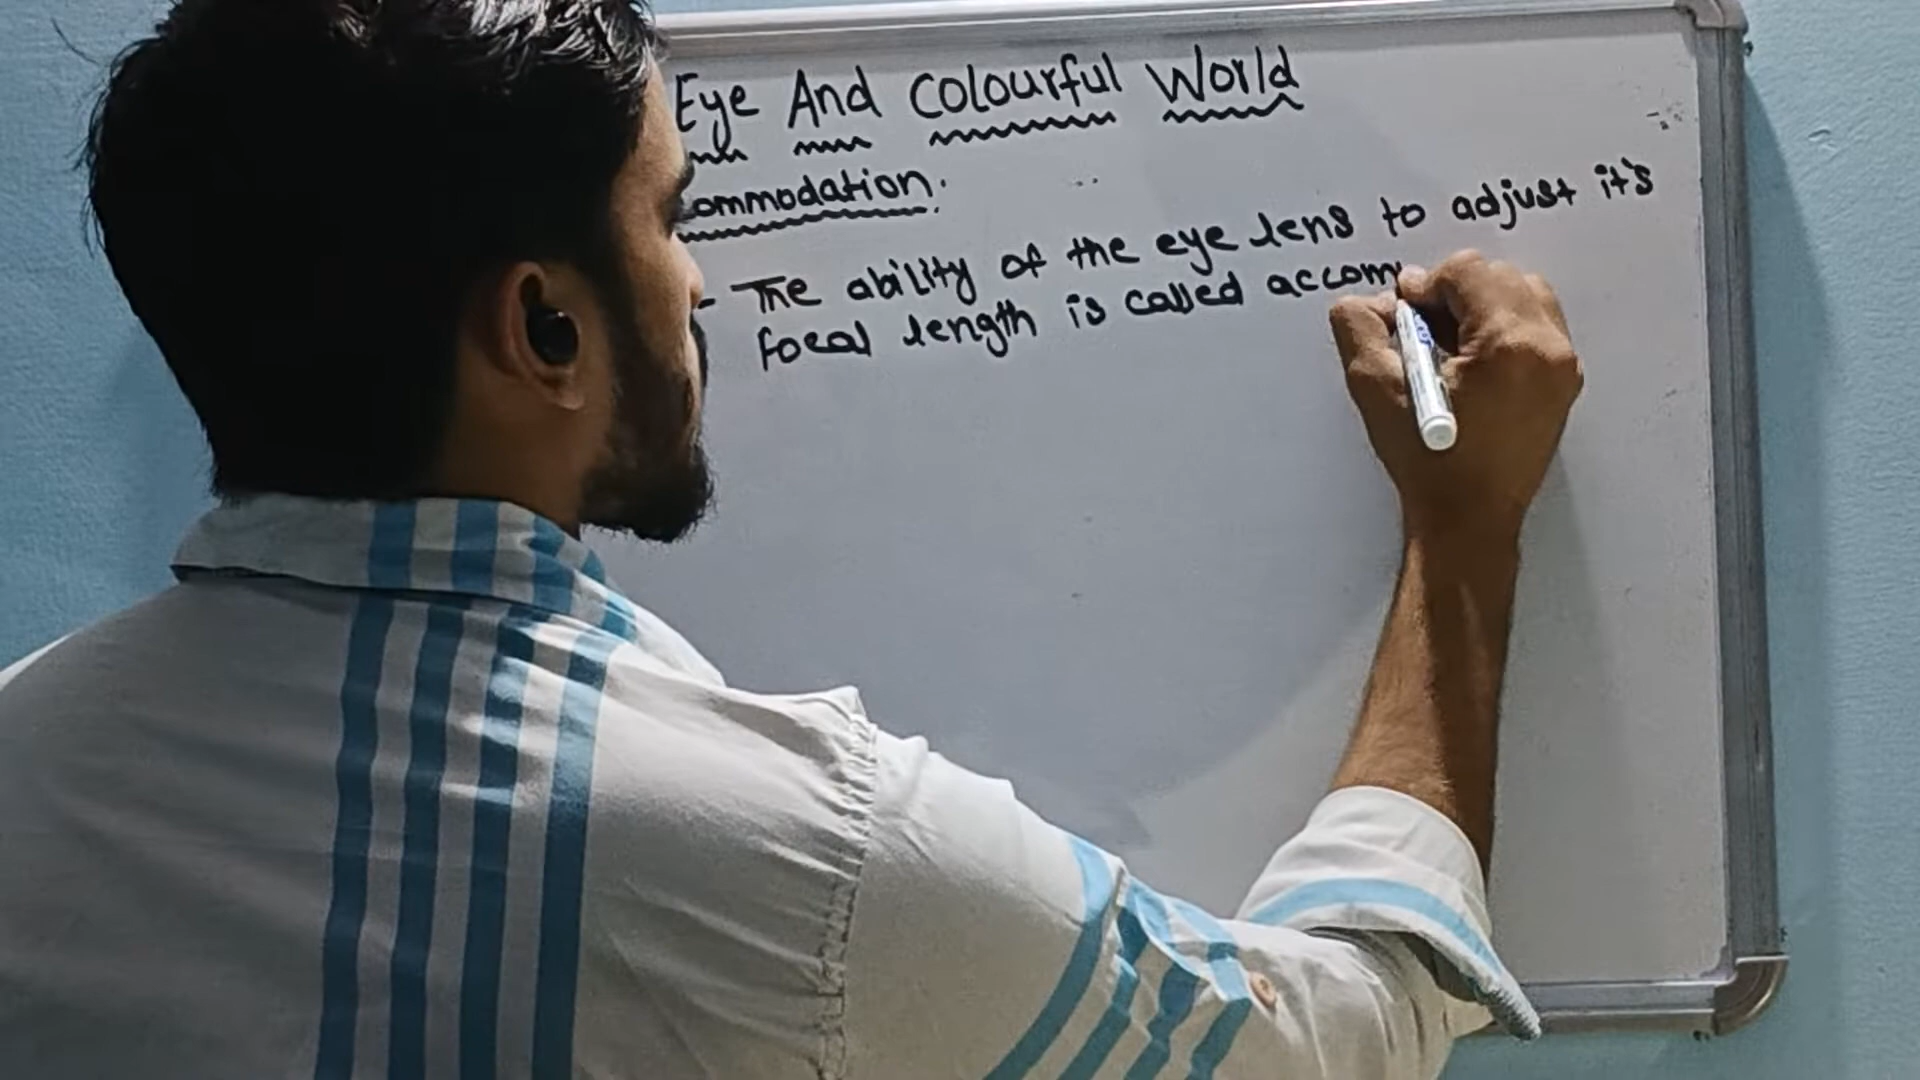 Eye And Colourful World
ommodation.
- The ability of the eye lens to adjust it's
focal length is called accom